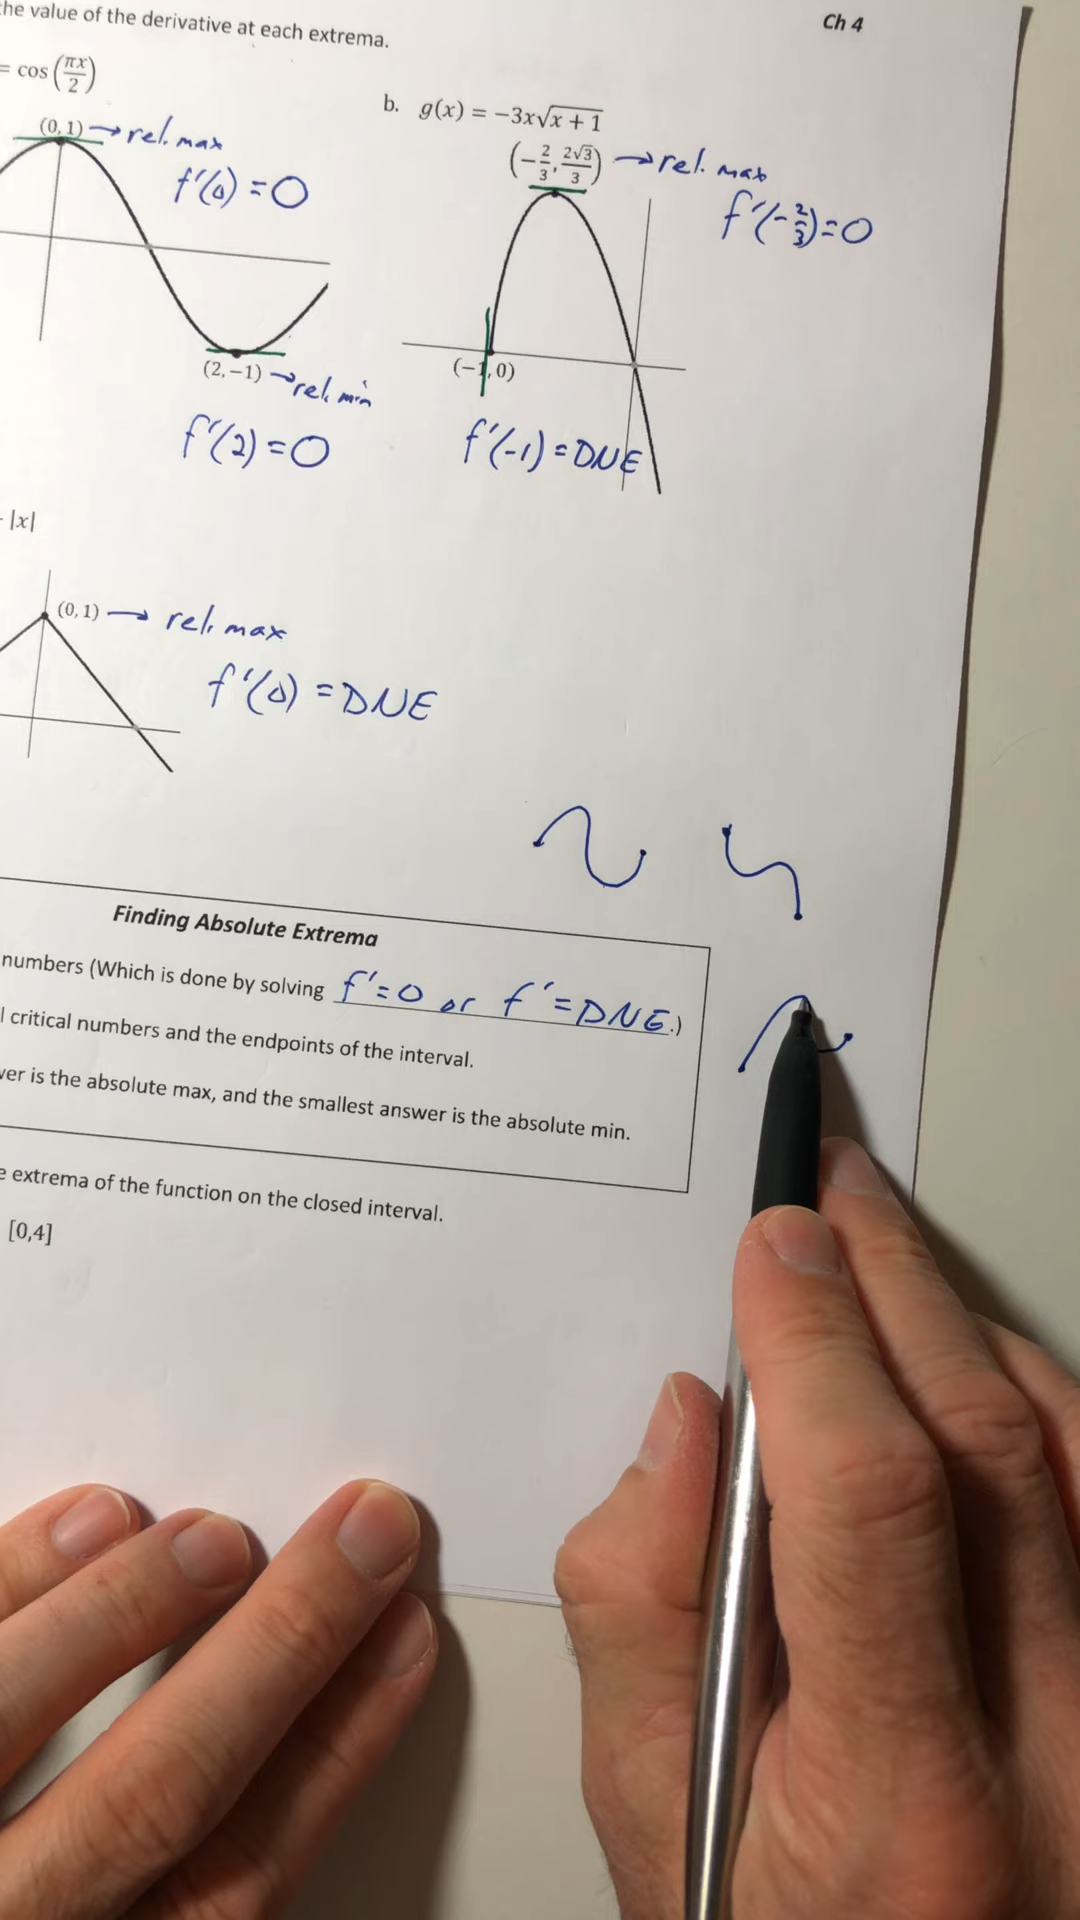 the value of the derivative at each extrema.
Ch 4
= cos (πx/2)
b. g(x) = −3x√x + 1
(0, 1) → rel. max
f'(0) = 0
(−2/3, 2√3/3) → rel. max
f'(-2/3) = 0
(2, −1) → rel. min
f'(2) = 0
(−1, 0)
f'(-1) = DNE
- |x|
(0, 1) → rel. max
f'(0) = DNE
Finding Absolute Extrema
numbers (Which is done by solving f' = 0 or f' = DNE.)
l critical numbers and the endpoints of the interval.
ver is the absolute max, and the smallest answer is the absolute min.
e extrema of the function on the closed interval.
[0,4]